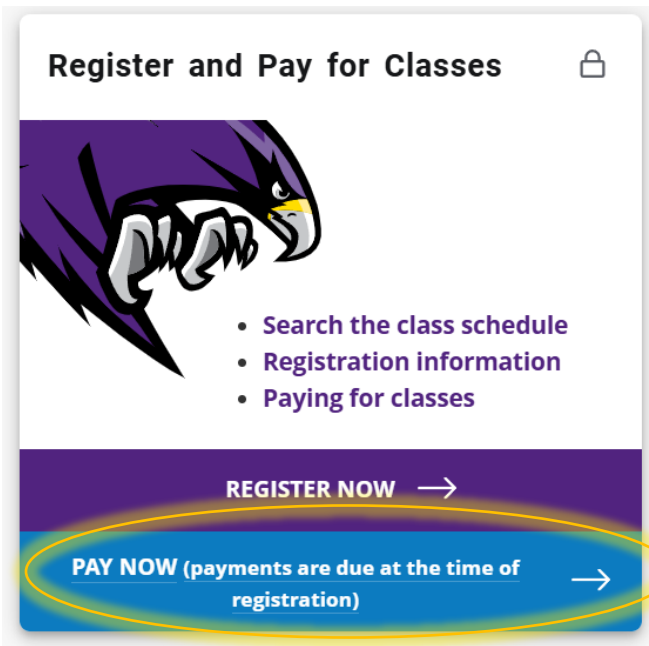 Register and Pay for Classes
Search the class schedule
Registration information
Paying for classes
REGISTER NOW
PAY NOW (payments are due at the time of
registration)